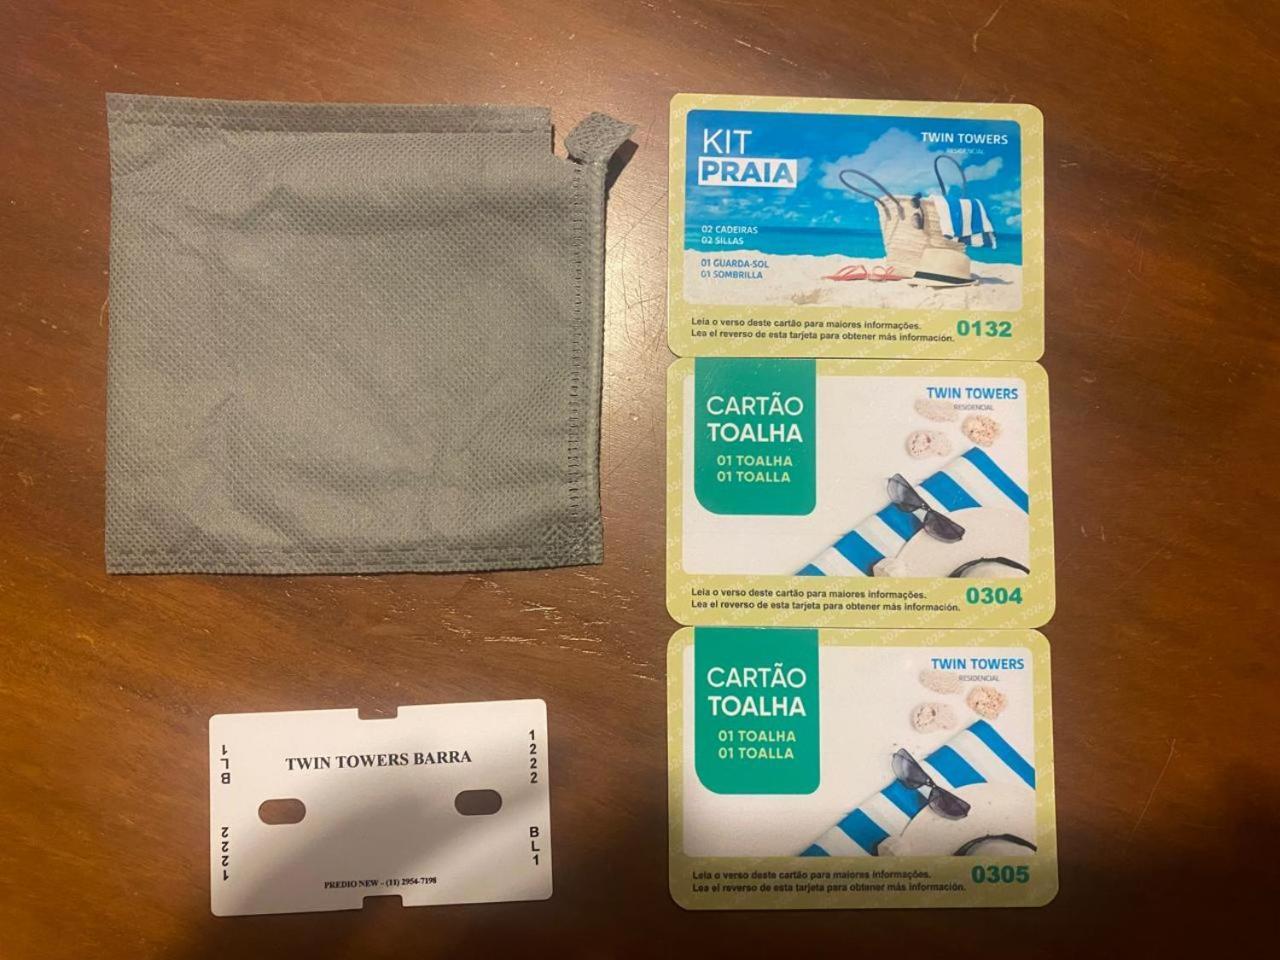 KIT
PRAIA
TWIN TOWERS
RESIDENCIAL
02 CADEIRAS
02 SILLAS
01 GUARDA-SOL
01 SOMBRILLA
Leia o verso deste cartão para maiores informações.
Lea el reverso de esta tarjeta para obtener más información.
0132
CARTÃO
TOALHA
01 TOALHA
01 TOALLA
TWIN TOWERS
RESIDENCIAL
Leia o verso deste cartão para maiores informações.
Lea el reverso de esta tarjeta para obtener más información.
0304
CARTÃO
TOALHA
01 TOALHA
01 TOALLA
TWIN TOWERS
RESIDENCIAL
Leia o verso deste cartão para maiores informações.
Lea el reverso de esta tarjeta para obtener más información.
0305
TWIN TOWERS BARRA
1222 BL1
1222 BL1
PREDIO NEW - (11) 2954-7198